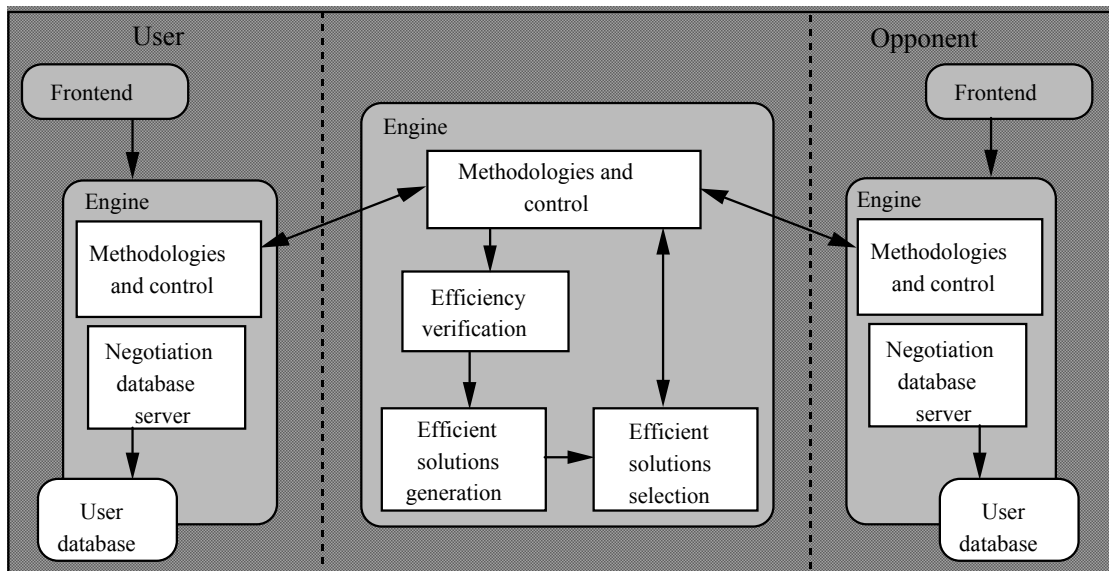 User
Frontend
Engine
Methodologies
and control
Negotiation
database
server
User
database
Engine
Methodologies and
control
Efficiency
verification
Efficient
solutions
generation
Efficient
solutions
selection
Opponent
Frontend
Engine
Methodologies
and control
Negotiation
database
server
User
database